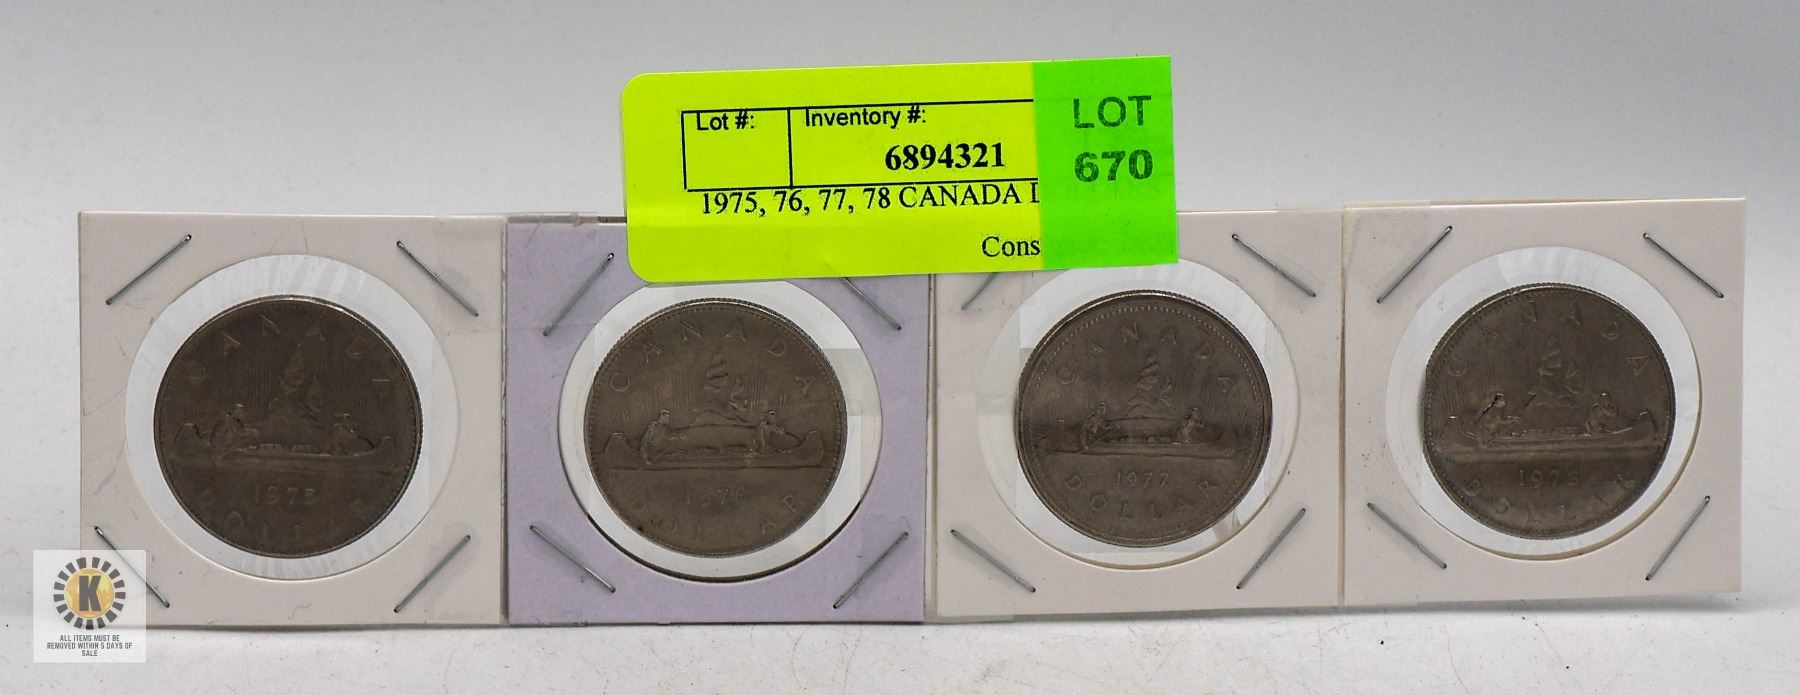 Lot #:
Inventory #:
6894321
LOT
670
1975, 76, 77, 78 CANADA
CANADA
1975
DOLLAR
CANADA
1976
DOLLAR
CANADA
1977
DOLLAR
CANADA
1978
DOLLAR
K
ALL ITEMS MUST BE
REMOVED WITHIN 5 DAYS OF
SALE